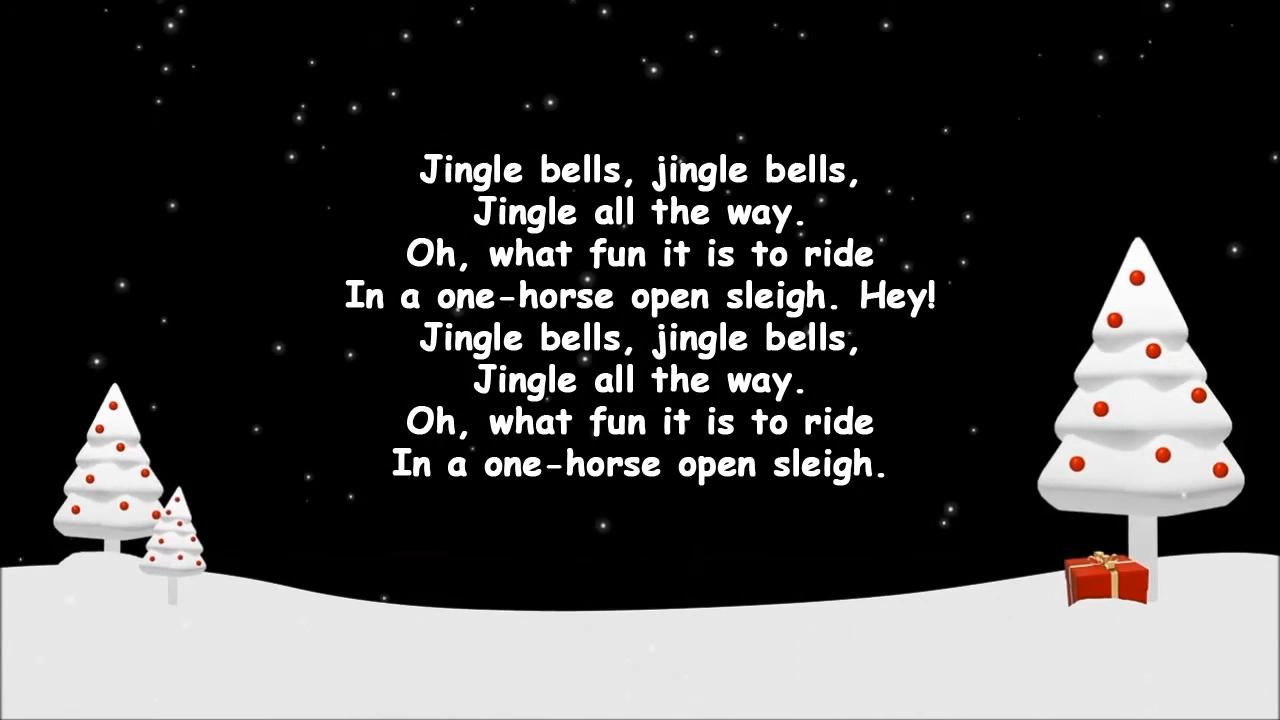 Jingle bells, jingle bells,
Jingle all the way.
Oh, what fun it is to ride
In a one-horse open sleigh. Hey!
Jingle bells, jingle bells,
Jingle all the way.
Oh, what fun it is to ride
In a one-horse open sleigh.